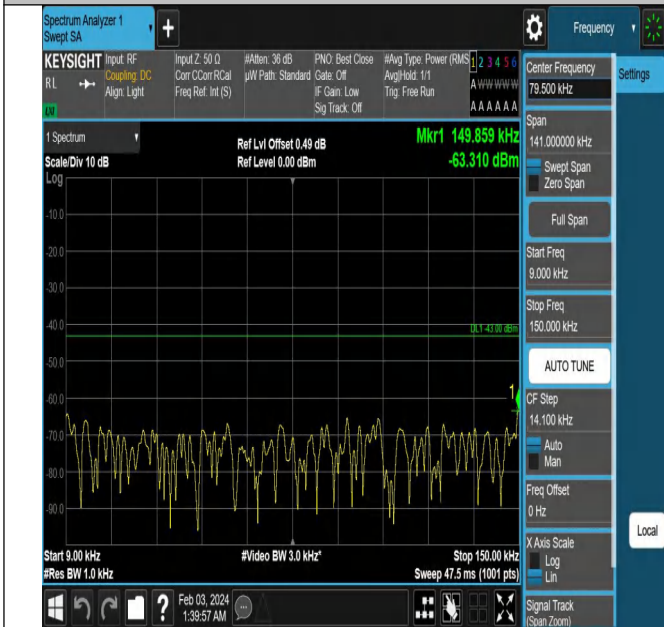 Spectrum Analyzer 1
Swept SA
Frequency
KEYSIGHT
RL
LXI
Input: RF
Coupling: DC
Align: Light
Input Z: 50 Ω
Corr CCorr RCal
Freq Ref: Int (S)
#Atten: 36 dB
µW Path: Standard
PNO: Best Close
Gate: Off
IF Gain: Low
Sig Track: Off
#Avg Type: Power (RMS
Avg|Hold: 1/1
Trig: Free Run
1 2 3 4 5 6
A W W W W W
A A A A A A
1 Spectrum
Scale/Div 10 dB
Ref Lvl Offset 0.49 dB
Ref Level 0.00 dBm
Mkr1 149.859 kHz
-63.310 dBm
Log
-10.0
-20.0
-30.0
-40.0
DL1 -43.00 dBm
-50.0
-60.0
1
-70.0
-80.0
-90.0
Start 9.00 kHz
#Res BW 1.0 kHz
#Video BW 3.0 kHz*
Stop 150.00 kHz
Sweep 47.5 ms (1001 pts)
Feb 03, 2024
1:39:57 AM
Center Frequency
79.500 kHz
Settings
Span
141.000000 kHz
Swept Span
Zero Span
Full Span
Start Freq
9.000 kHz
Stop Freq
150.000 kHz
AUTO TUNE
CF Step
14.100 kHz
Auto
Man
Freq Offset
0 Hz
Local
X Axis Scale
Log
Lin
Signal Track
(Span Zoom)